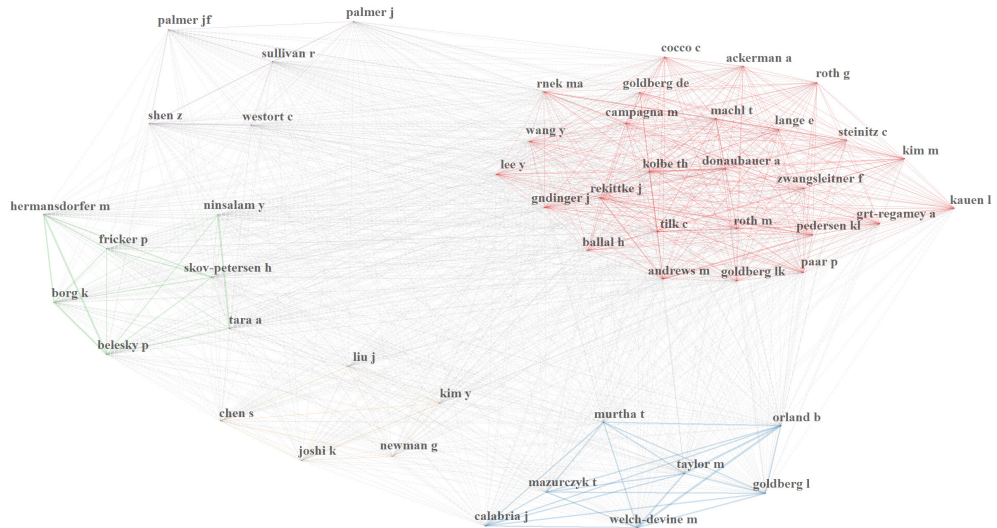 palmer jf
palmer j
sullivan r
cocco c
ackerman a
roth g
rnek ma
goldberg de
shen z
westort c
campagna m
machl t
lange e
wang y
steinitz c
kim m
lee y
kolbe th
donaubauer a
zwangsleitner f
hermansdorfer m
ninsalam y
gndinger j
rekittke j
kauen l
fricker p
tilk c
roth m
pedersen kl
grt-regamey a
ballal h
skov-petersen h
andrews m
goldberg lk
paar p
borg k
tara a
belesky p
liu j
kim y
chen s
murtha t
orland b
joshi k
newman g
taylor m
mazurczyk t
goldberg l
calabria j
welch-devine m